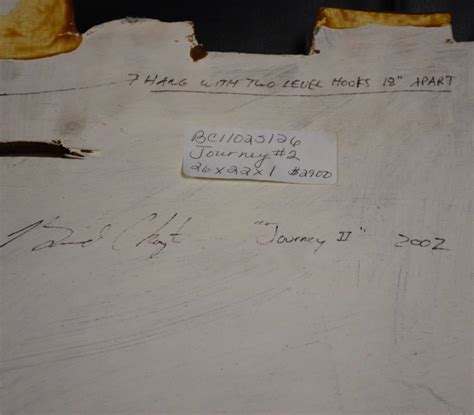 HANG WITH TWO LEVEL HOOKS 18" APART
BC11025126
Journey #2
26x22x1 $2900
"Journey II" 2002